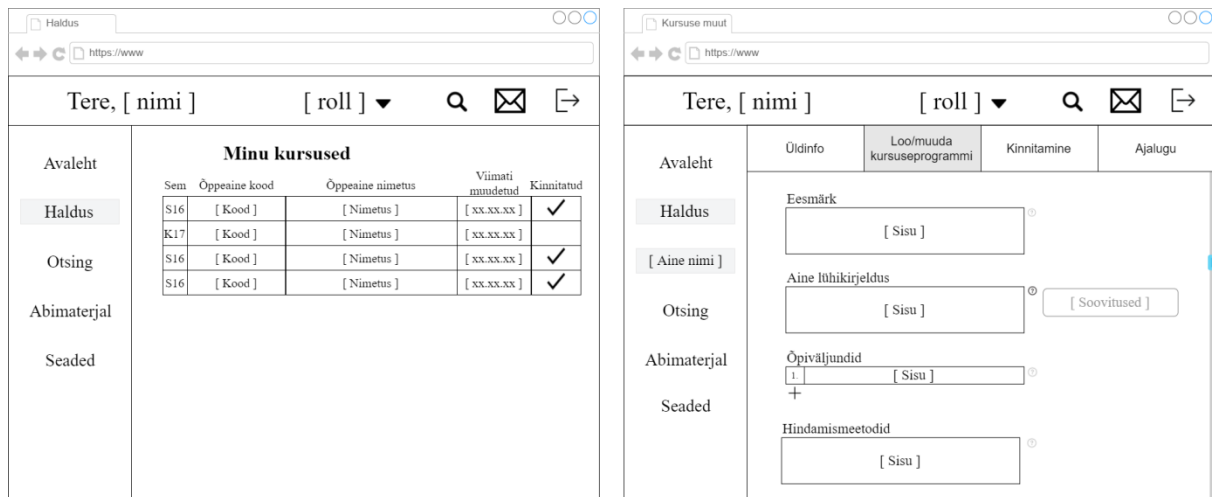 Haldus
https://www
Tere, [ nimi ] [ roll ]
Avaleht
Haldus
Otsing
Abimaterjal
Seaded
Minu kursused
Sem Õppeaine kood Õppeaine nimetus Viimati muudetud Kinnitatud
S16 [ Kood ] [ Nimetus ] [ xx.xx.xx ]
K17 [ Kood ] [ Nimetus ] [ xx.xx.xx ]
S16 [ Kood ] [ Nimetus ] [ xx.xx.xx ]
S16 [ Kood ] [ Nimetus ] [ xx.xx.xx ]
Kursuse muut
https://www
Tere, [ nimi ] [ roll ]
Avaleht
Haldus
[ Aine nimi ]
Otsing
Abimaterjal
Seaded
Üldinfo Loo/muuda kursuseprogrammi Kinnitamine Ajalugu
Eesmärk
[ Sisu ]
Aine lühikirjeldus
[ Sisu ] [ Soovitused ]
Õpiväljundid
1. [ Sisu ]
Hindamismeetodid
[ Sisu ]